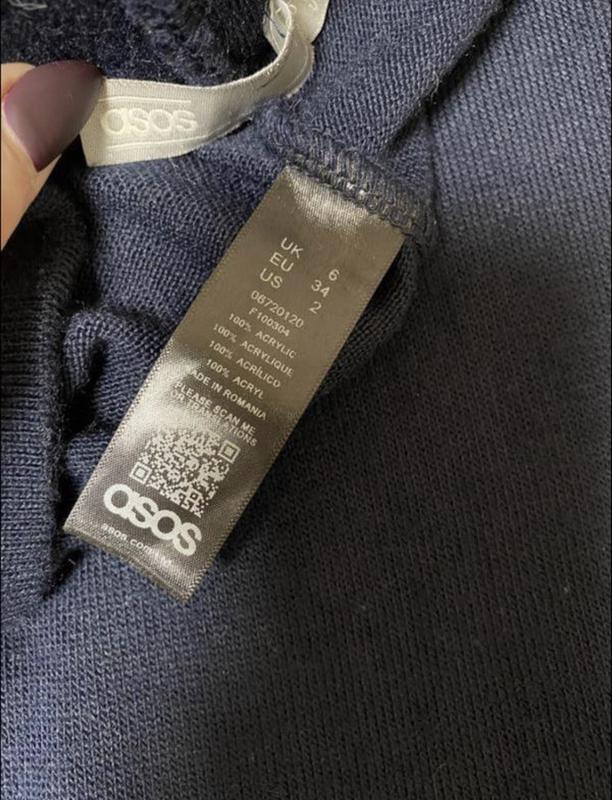 asos
UK 6
EU 34
US 2
08720120
F100304
100% ACRYLIC
100% ACRYLIQUE
100% ACRÍLICO
100% ACRYL
MADE IN ROMANIA
PLEASE SCAN ME
asos
asos.com